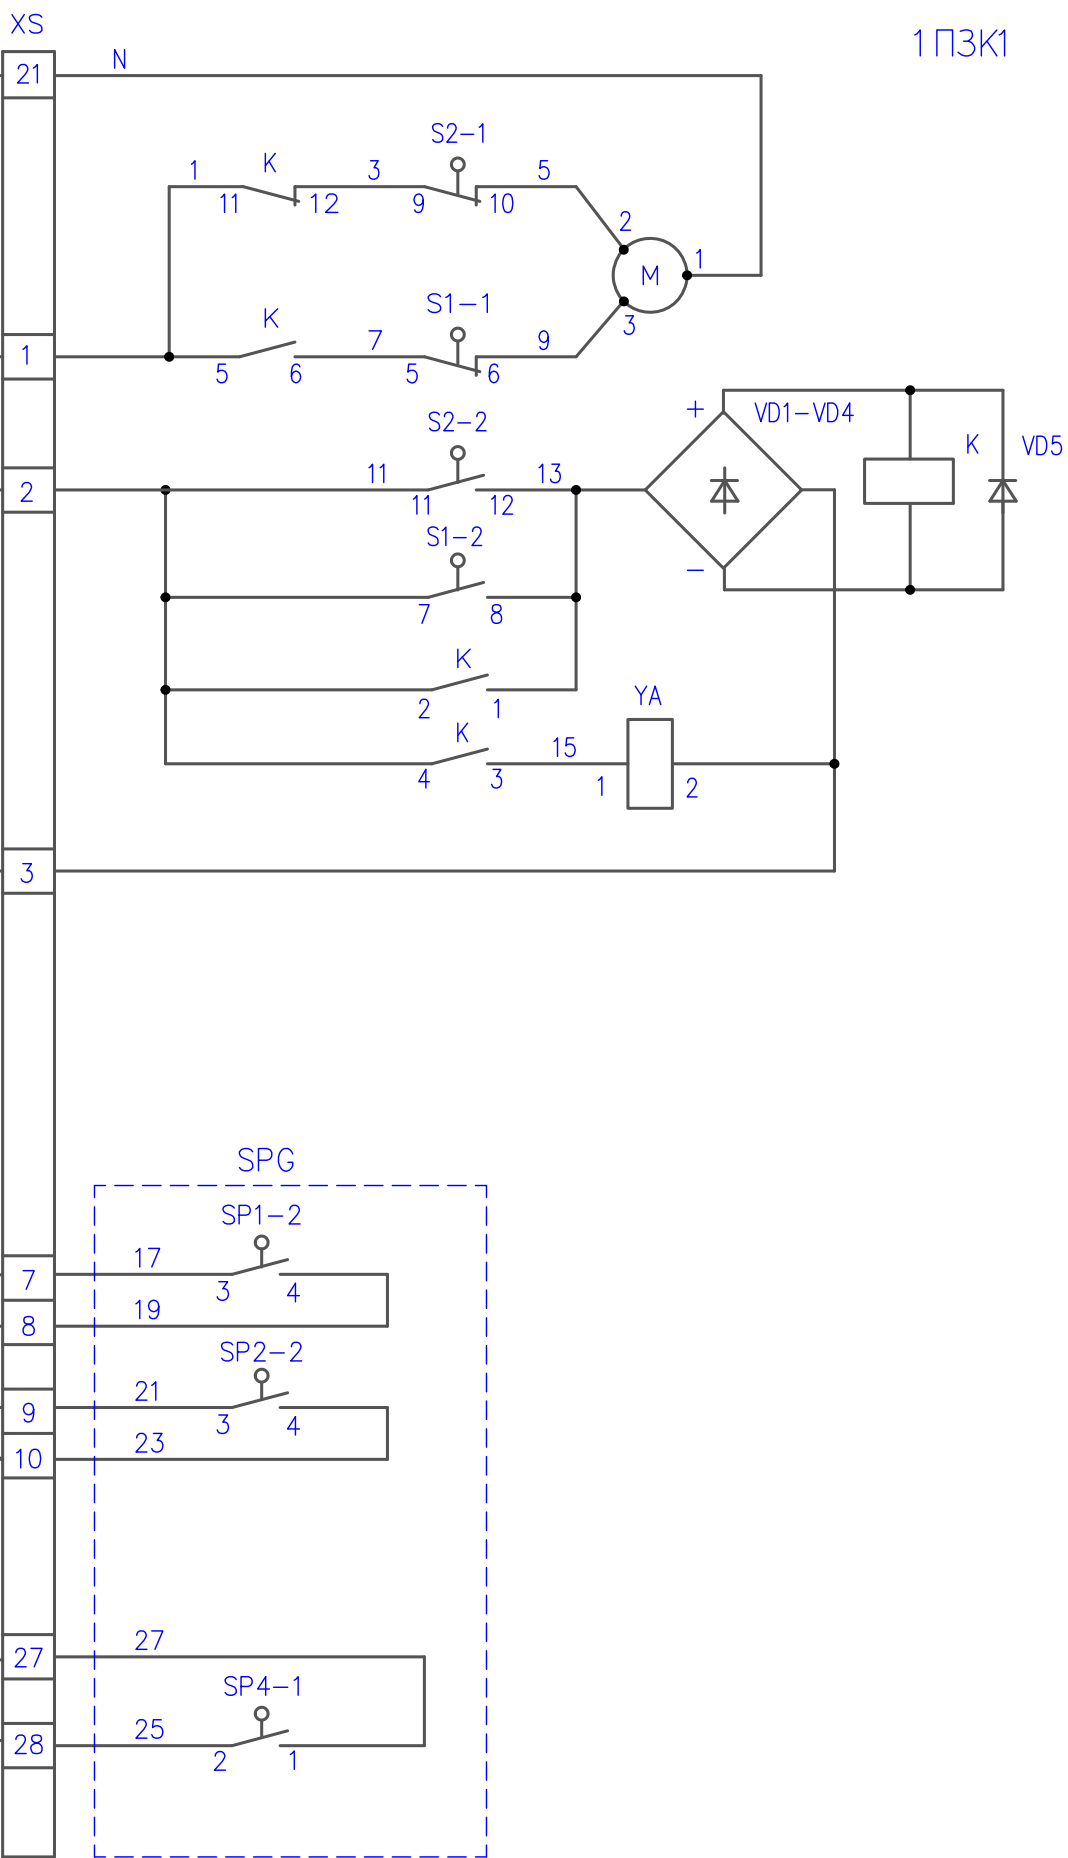 XS
1ПЗК1
21 N
S2-1
1 K 3 5
11 12 9 10
2
M 1
S1-1
K 3
1 7 9
5 6 5 6
+ VD1-VD4
S2-2
K VD5
11 13
2 11 12
S1-2
-
7 8
K
YA
2 1
K 15
4 3 1 2
3
SPG
SP1-2
17
7 3 4
19
8
SP2-2
21
9 3 4
23
10
27
27
SP4-1
25
28 2 1